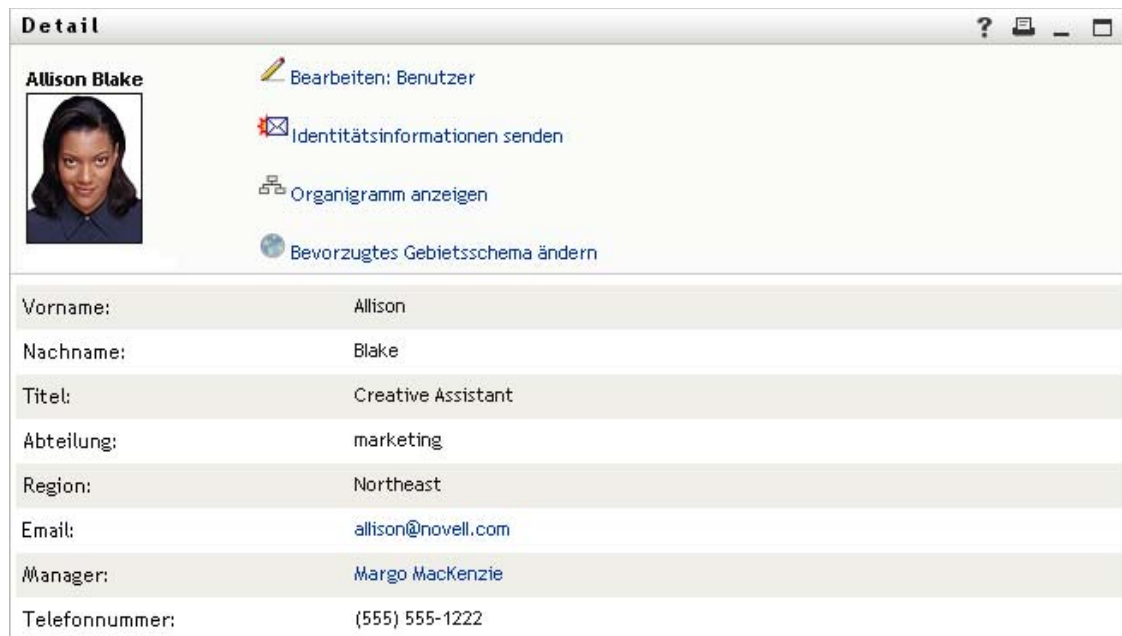 Detail
?
Allison Blake
Bearbeiten: Benutzer
Identitätsinformationen senden
Organigramm anzeigen
Bevorzugtes Gebietsschema ändern
Vorname: Allison
Nachname: Blake
Titel: Creative Assistant
Abteilung: marketing
Region: Northeast
Email: allison@novell.com
Manager: Margo MacKenzie
Telefonnummer: (555) 555-1222